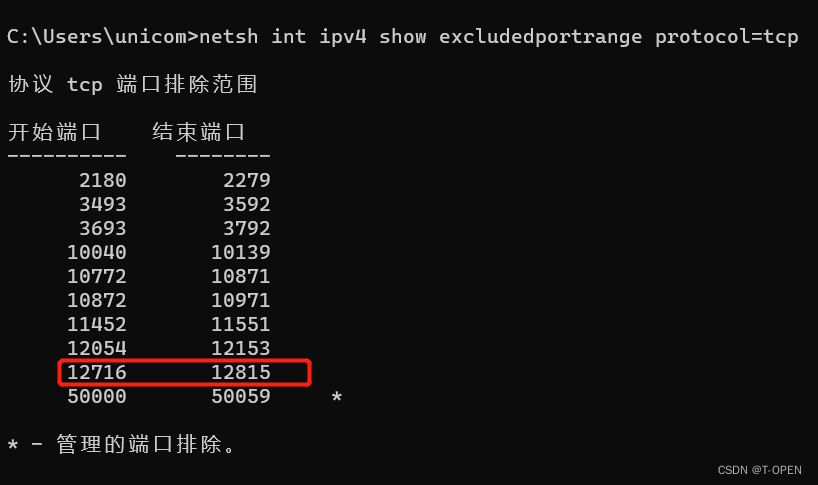 C:\Users\unicom>netsh int ipv4 show excludedportrange protocol=tcp
协议 tcp 端口排除范围
开始端口    结束端口
----------    --------
2180        2279
3493        3592
3693        3792
10040       10139
10772       10871
10872       10971
11452       11551
12054       12153
12716       12815
50000       50059     *
* - 管理的端口排除。
CSDN @T-OPEN